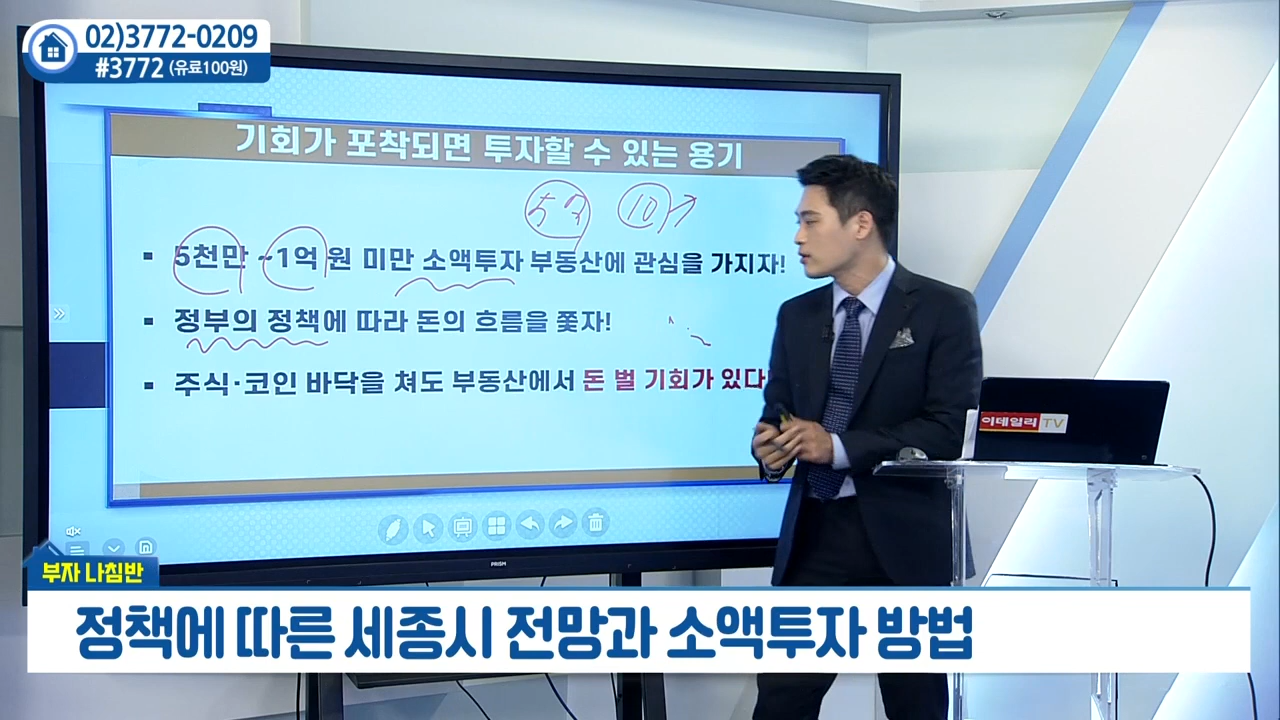 02)3772-0209
#3772 (유료100원)
기회가 포착되면 투자할 수 있는 용기
5억 10
▪ 5천만 ~1억 원 미만 소액투자 부동산에 관심을 가지자!
▪ 정부의 정책에 따라 돈의 흐름을 쫓자!
▪ 주식·코인 바닥을 쳐도 부동산에서 돈 벌 기회가 있다
이데일리 TV
PRISM
부자 나침반
정책에 따른 세종시 전망과 소액투자 방법